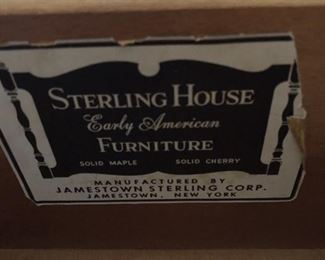 STERLING HOUSE
Early American
FURNITURE
SOLID MAPLE SOLID CHERRY
MANUFACTURED BY
JAMESTOWN STERLING CORP.
JAMESTOWN, NEW YORK